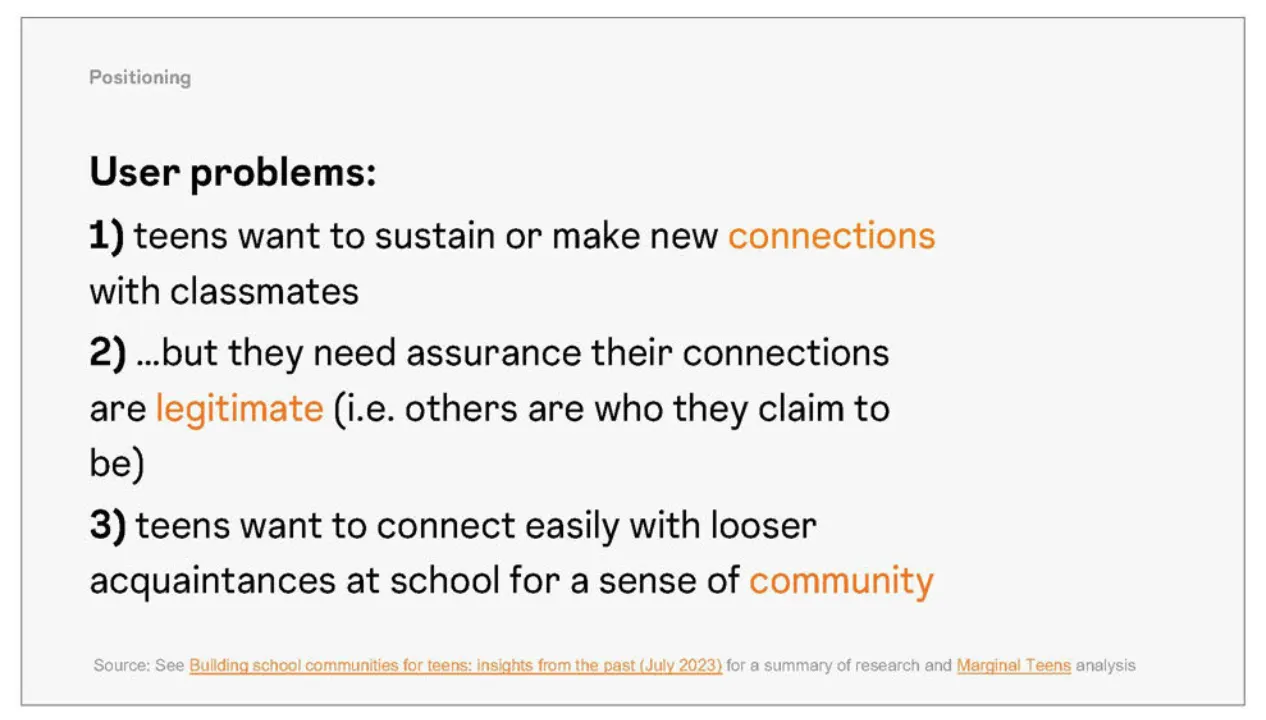 Positioning
User problems:
1) teens want to sustain or make new connections
with classmates
2) ...but they need assurance their connections
are legitimate (i.e. others are who they claim to
be)
3) teens want to connect easily with looser
acquaintances at school for a sense of community
Source: See Building school communities for teens: insights from the past (July 2023) for a summary of research and Marginal Teens analysis